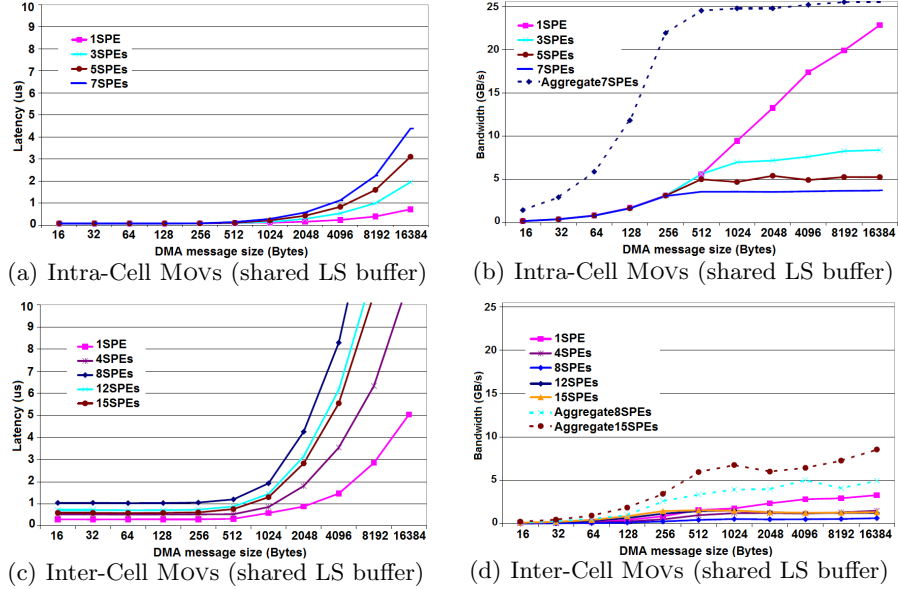 10
9
8
7
6
5
4
3
2
1
0
Latency (us)
1SPE
3SPEs
5SPEs
7SPEs
16 32 64 128 256 512 1024 2048 4096 8192 16384
DMA message size (Bytes)
(a) Intra-Cell MOVs (shared LS buffer)
25
20
15
10
5
0
Bandwidth (GB/s)
1SPE
3SPEs
5SPEs
7SPEs
Aggregate7SPEs
16 32 64 128 256 512 1024 2048 4096 8192 16384
DMA message size (Bytes)
(b) Intra-Cell MOVs (shared LS buffer)
10
9
8
7
6
5
4
3
2
1
0
Latency (us)
1SPE
4SPEs
8SPEs
12SPEs
15SPEs
16 32 64 128 256 512 1024 2048 4096 8192 16384
DMA message size (Bytes)
(c) Inter-Cell MOVs (shared LS buffer)
25
20
15
10
5
0
Bandwidth (GB/s)
1SPE
4SPEs
8SPEs
12SPEs
15SPEs
Aggregate8SPEs
Aggregate15SPEs
16 32 64 128 256 512 1024 2048 4096 8192 16384
DMA message size (Bytes)
(d) Inter-Cell MOVs (shared LS buffer)